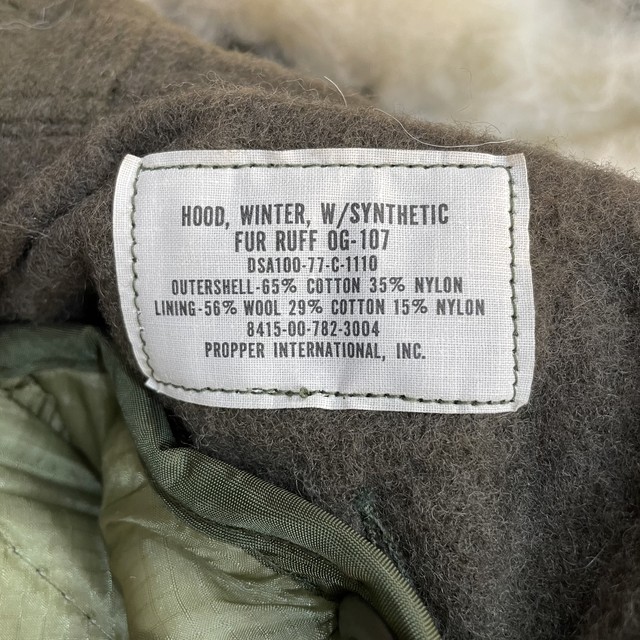 HOOD, WINTER, W/SYNTHETIC
FUR RUFF OG-107
DSA100-77-C-1110
OUTERSHELL-65% COTTON 35% NYLON
LINING-56% WOOL 29% COTTON 15% NYLON
8415-00-782-3004
PROPPER INTERNATIONAL, INC.